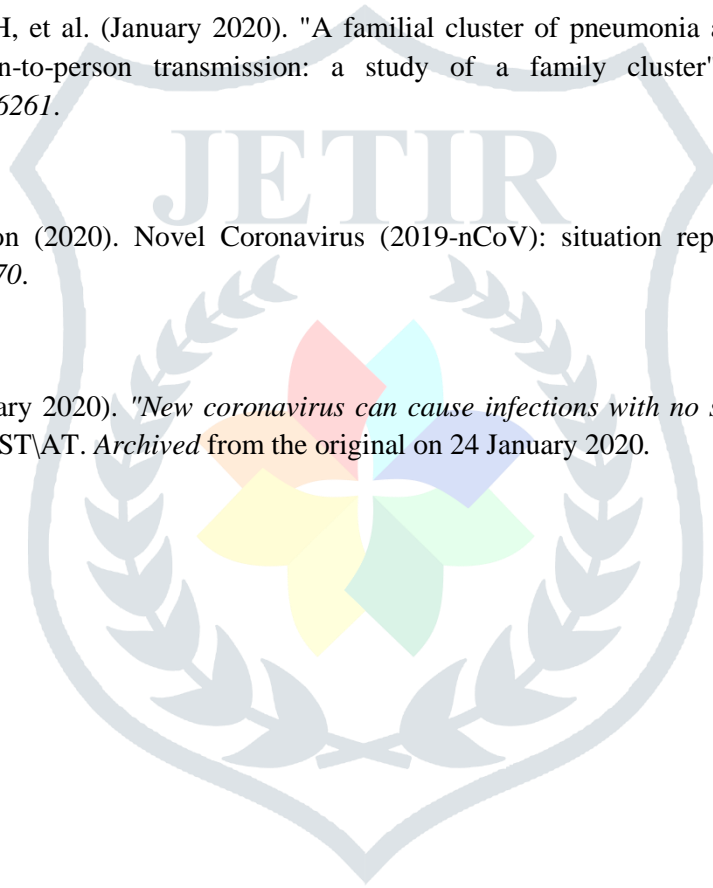 H, et al. (January 2020). "A familial cluster of pneumonia a
n-to-person transmission: a study of a family cluster"
6261.
JETIR
on (2020). Novel Coronavirus (2019-nCoV): situation rep
70.
ary 2020). "New coronavirus can cause infections with no s
ST\AT. Archived from the original on 24 January 2020.